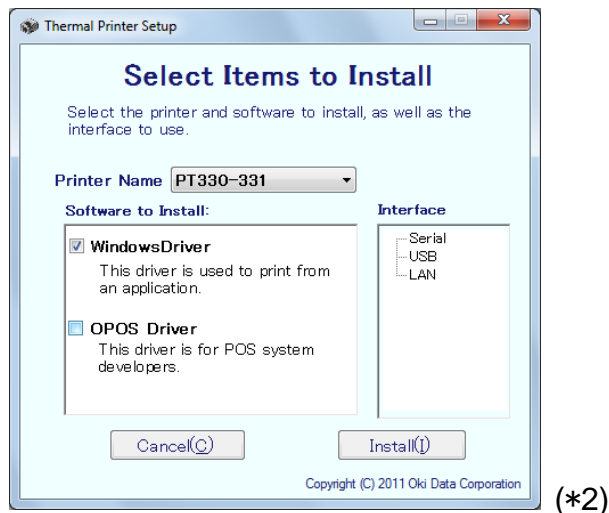 Thermal Printer Setup
Select Items to Install
Select the printer and software to install, as well as the
interface to use.
Printer Name PT330-331
Software to Install:
Interface
WindowsDriver
This driver is used to print from
an application.
OPOS Driver
This driver is for POS system
developers.
Serial
USB
LAN
Cancel(C)
Install(I)
Copyright (C) 2011 Oki Data Corporation
(*2)